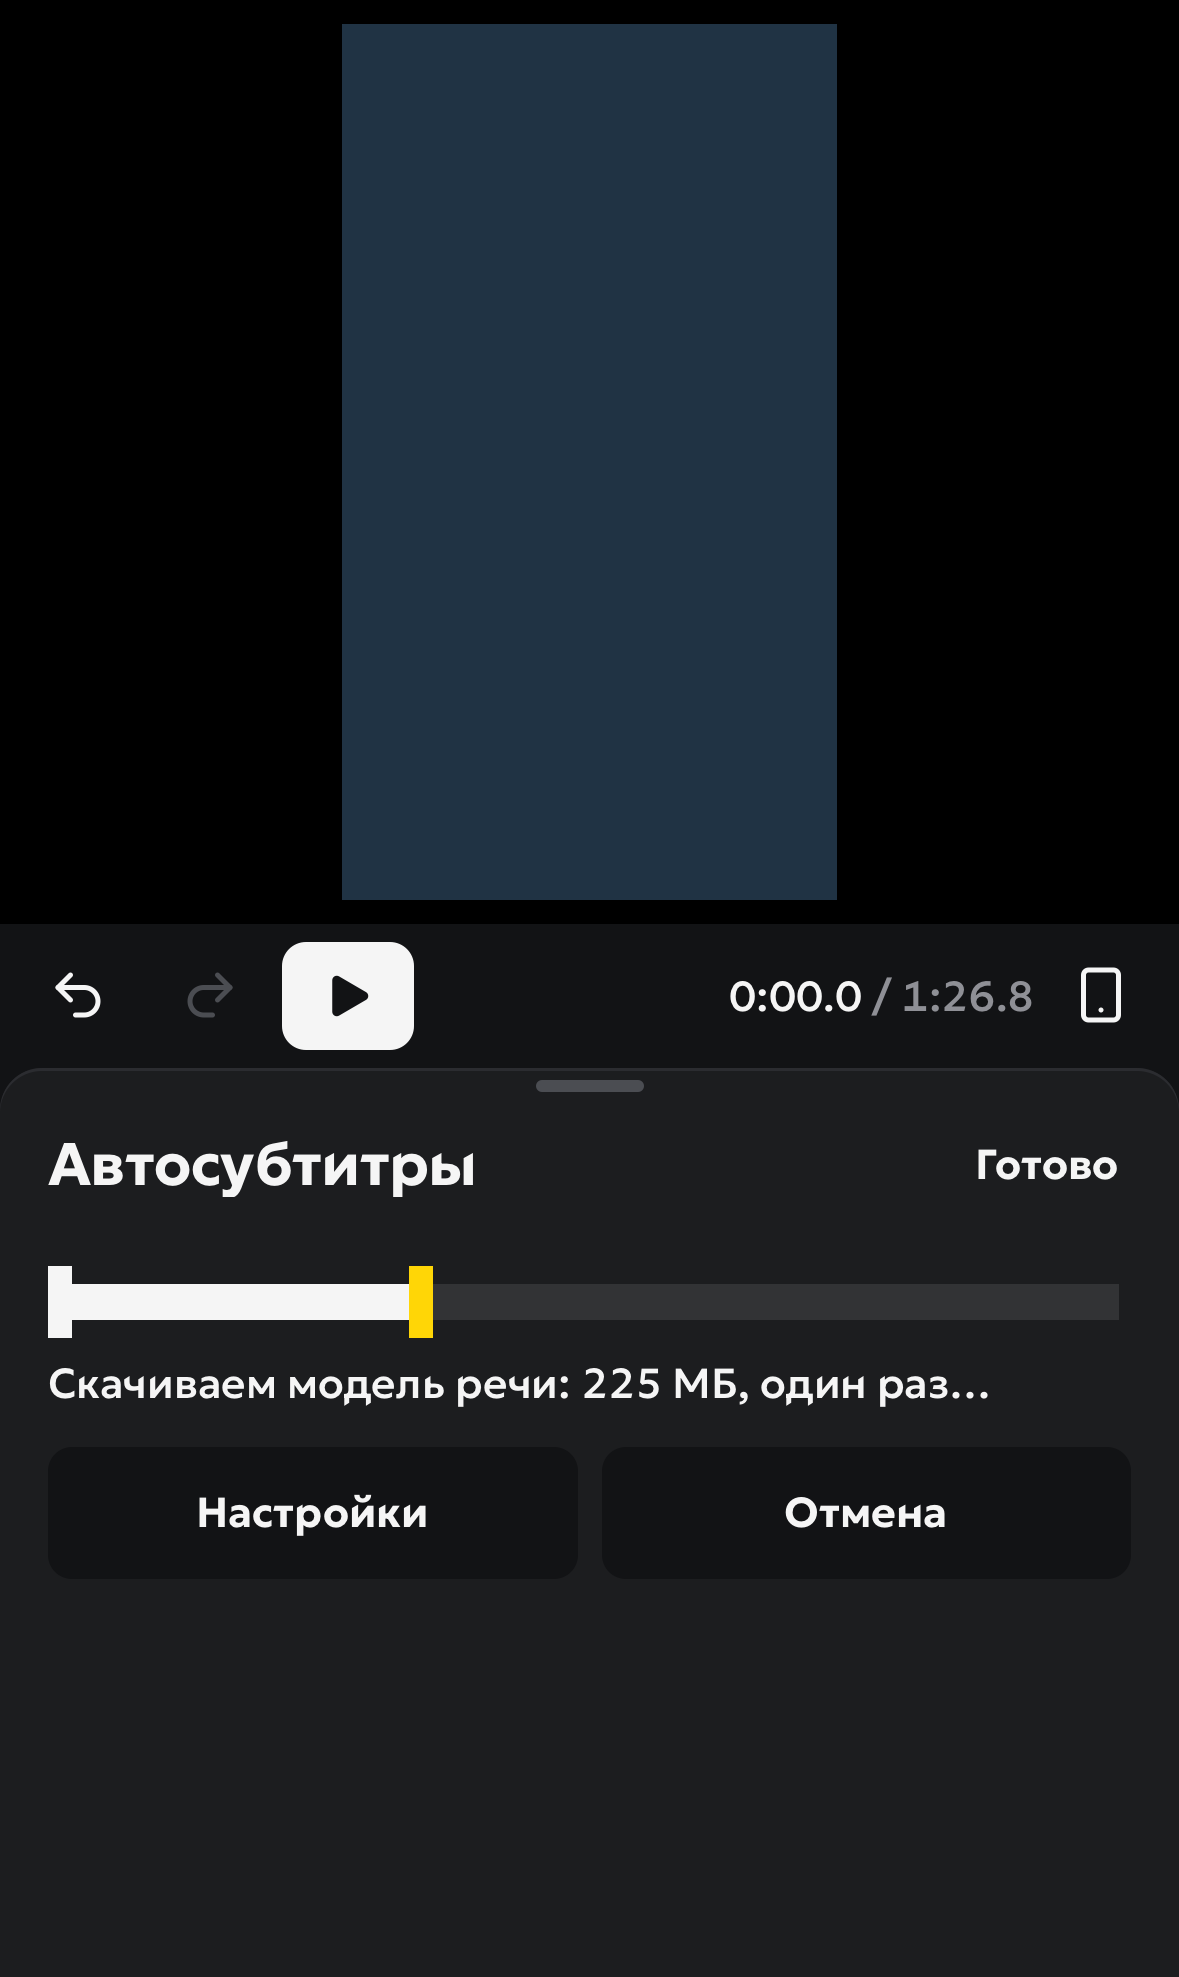 0:00.0 / 1:26.8
Автосубтитры
Готово
Скачиваем модель речи: 225 МБ, один раз...
Настройки
Отмена